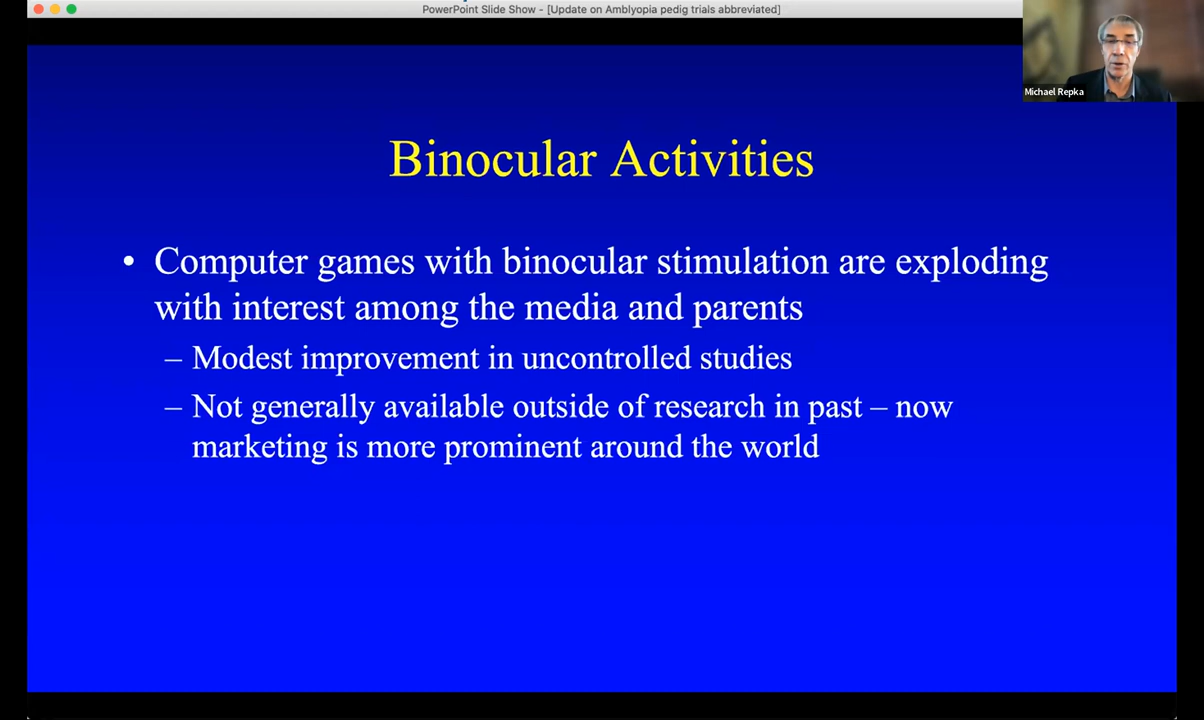 PowerPoint Slide Show - [Update on Amblyopia pedig trials abbreviated]
Michael Repka
Binocular Activities
• Computer games with binocular stimulation are exploding
with interest among the media and parents
– Modest improvement in uncontrolled studies
– Not generally available outside of research in past – now
marketing is more prominent around the world